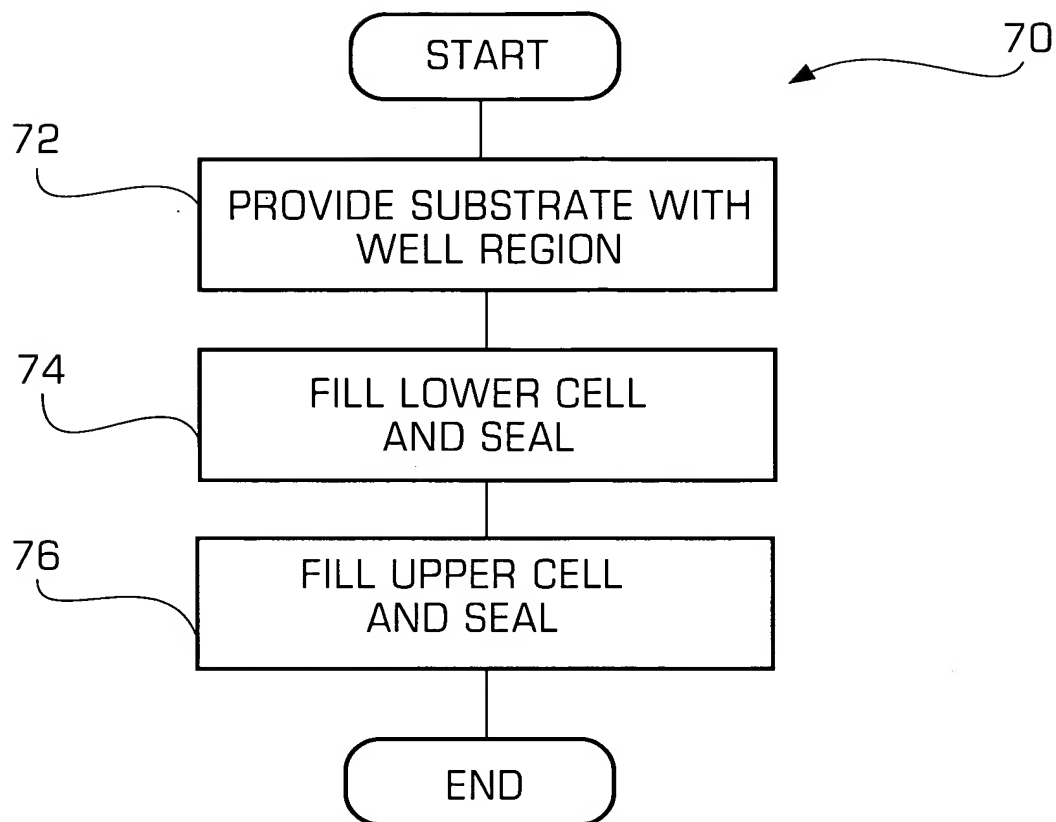 START
70
72
PROVIDE SUBSTRATE WITH
WELL REGION
74
FILL LOWER CELL
AND SEAL
76
FILL UPPER CELL
AND SEAL
END